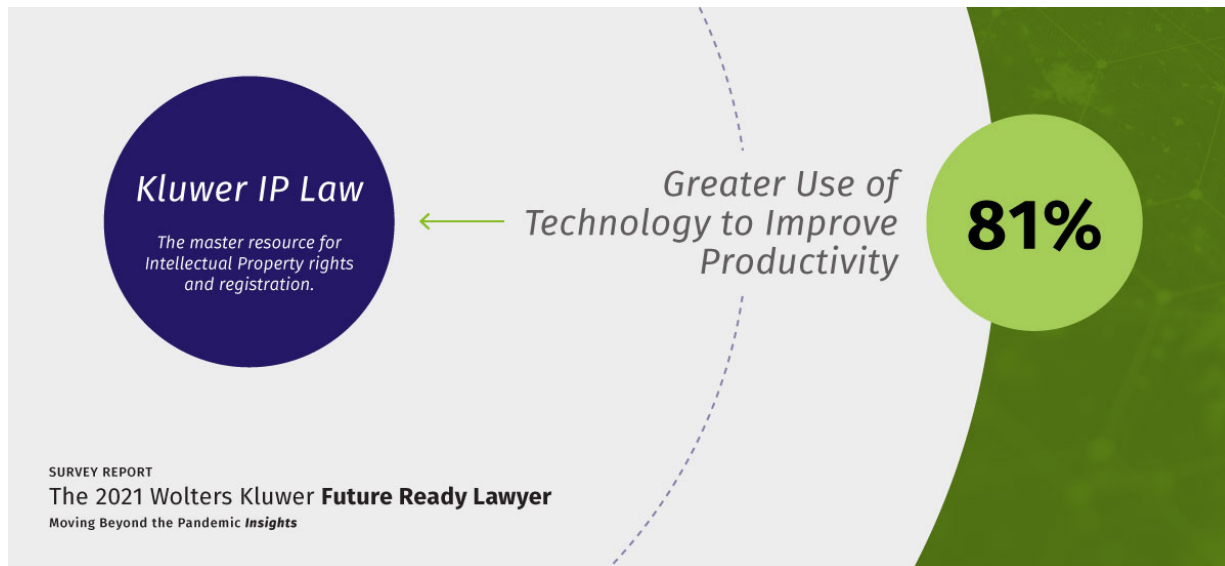 Kluwer IP Law
The master resource for
Intellectual Property rights
and registration.
Greater Use of
Technology to Improve
Productivity
81%
SURVEY REPORT
The 2021 Wolters Kluwer Future Ready Lawyer
Moving Beyond the Pandemic Insights